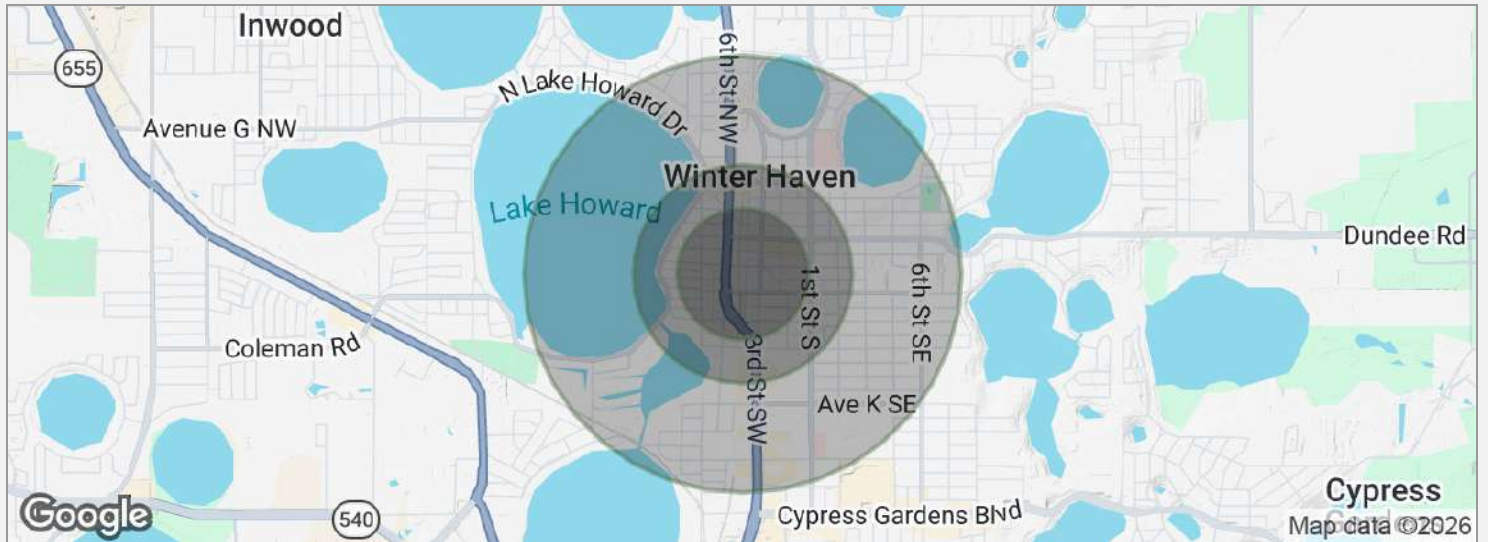 Inwood
655
N Lake Howard Dr
6th St NW
Avenue G NW
Winter Haven
Lake Howard
Dundee Rd
1st St S
6th St SE
Coleman Rd
3rd St SW
Ave K SE
Cypress
Google
540
Cypress Gardens Blvd
Map data ©2026